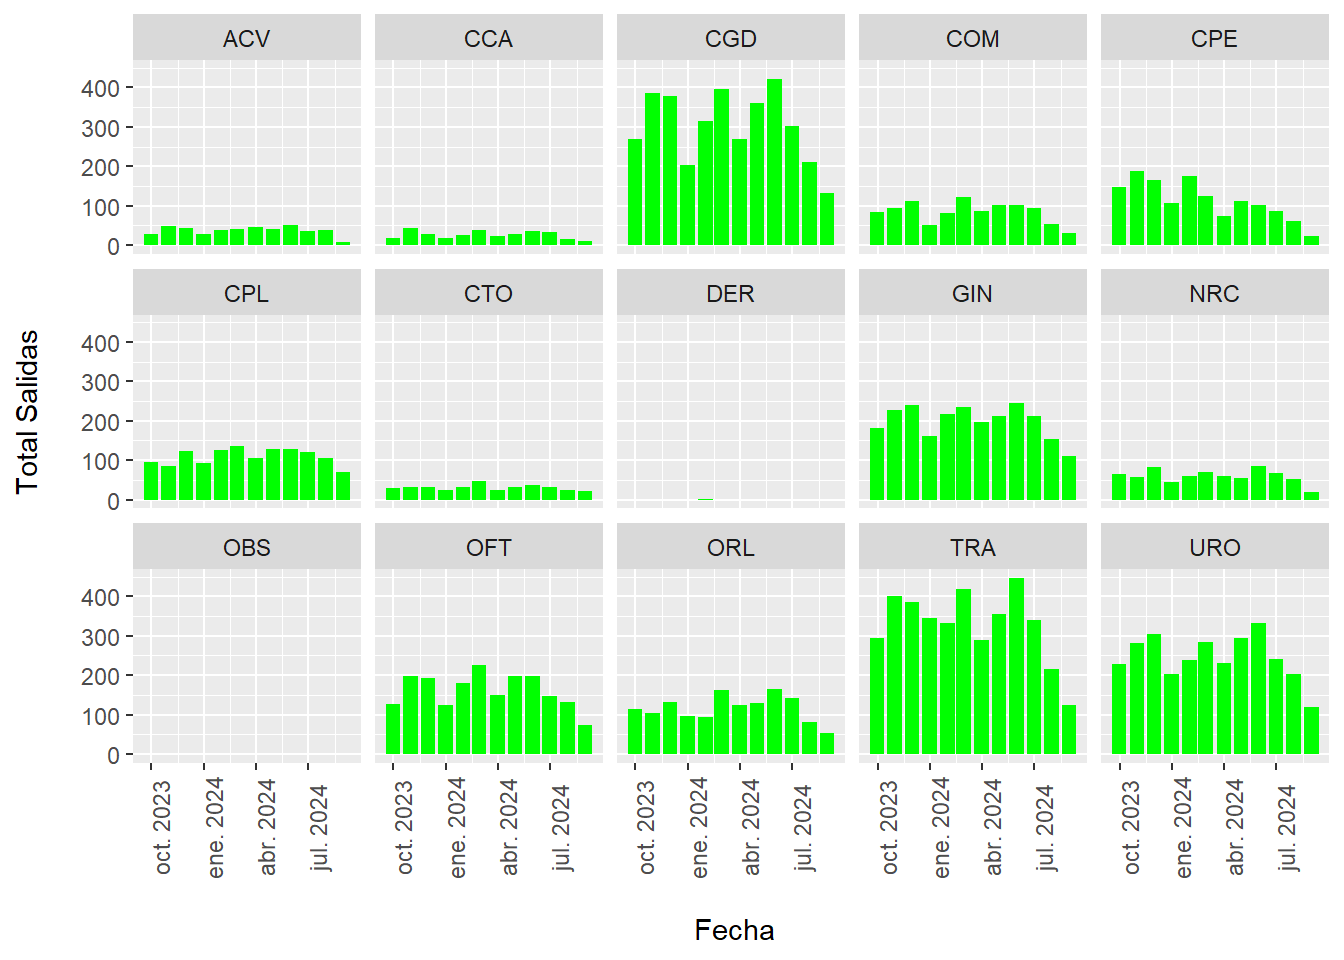 ACV CCA CGD COM CPE
400
300
200
100
0
CPL CTO DER GIN NRC
400
300
200
100
0
OBS OFT ORL TRA URO
400
300
200
100
0
oct. 2023 ene. 2024 abr. 2024 jul. 2024 oct. 2023 ene. 2024 abr. 2024 jul. 2024 oct. 2023 ene. 2024 abr. 2024 jul. 2024 oct. 2023 ene. 2024 abr. 2024 jul. 2024 oct. 2023 ene. 2024 abr. 2024 jul. 2024
Total Salidas
Fecha